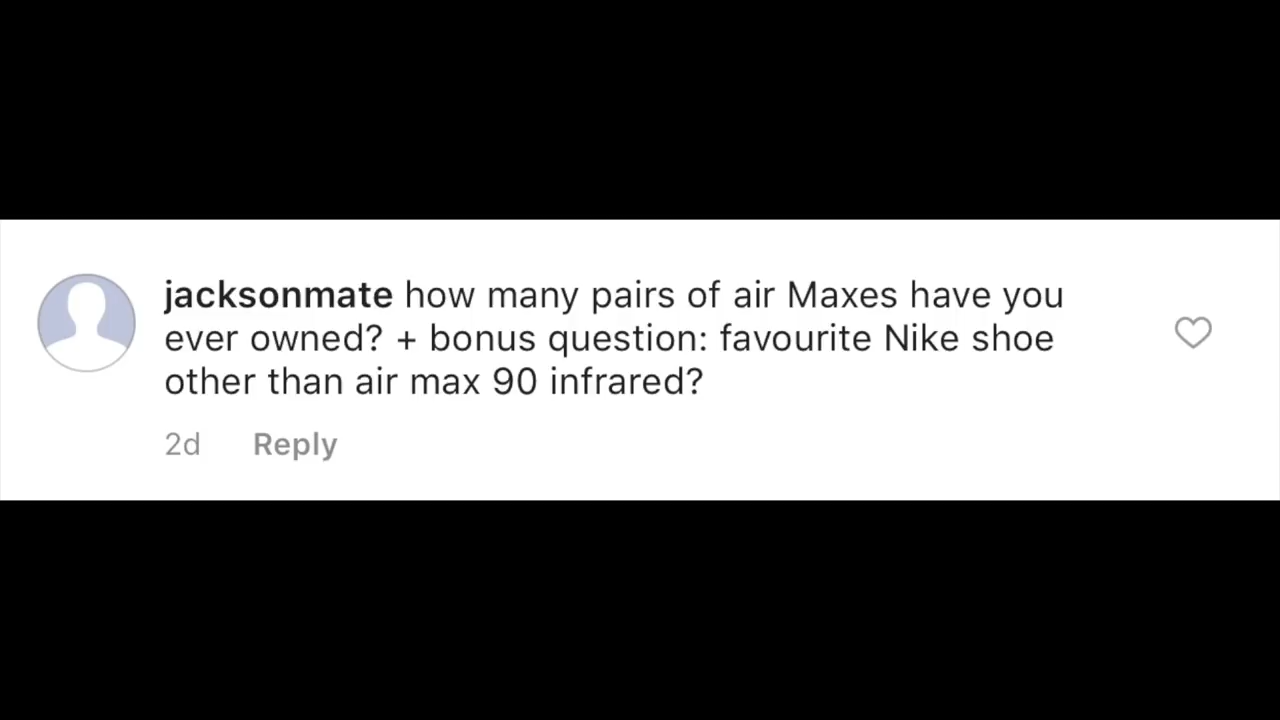 jacksonmate how many pairs of air Maxes have you
ever owned? + bonus question: favourite Nike shoe
other than air max 90 infrared?
2d Reply